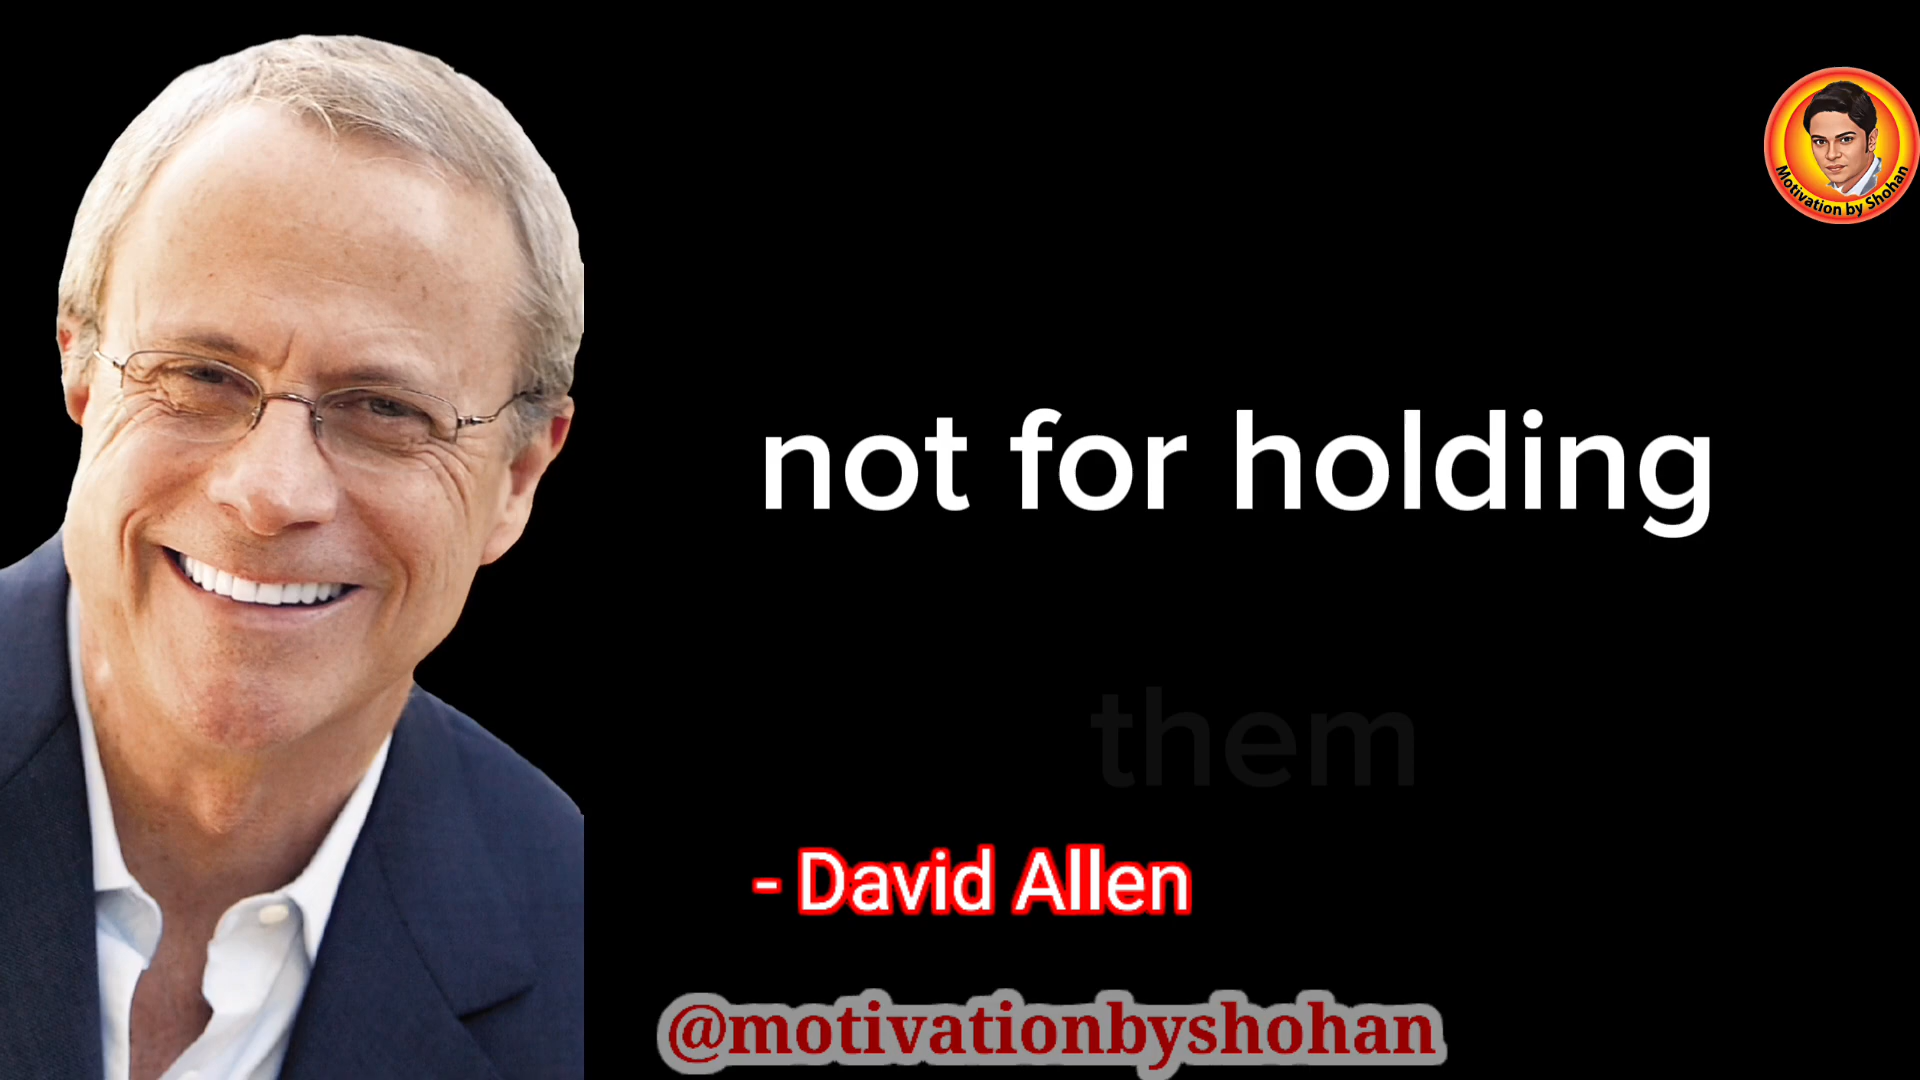 Motivation by Shohan
not for holding
them
- David Allen
@motivationbyshohan